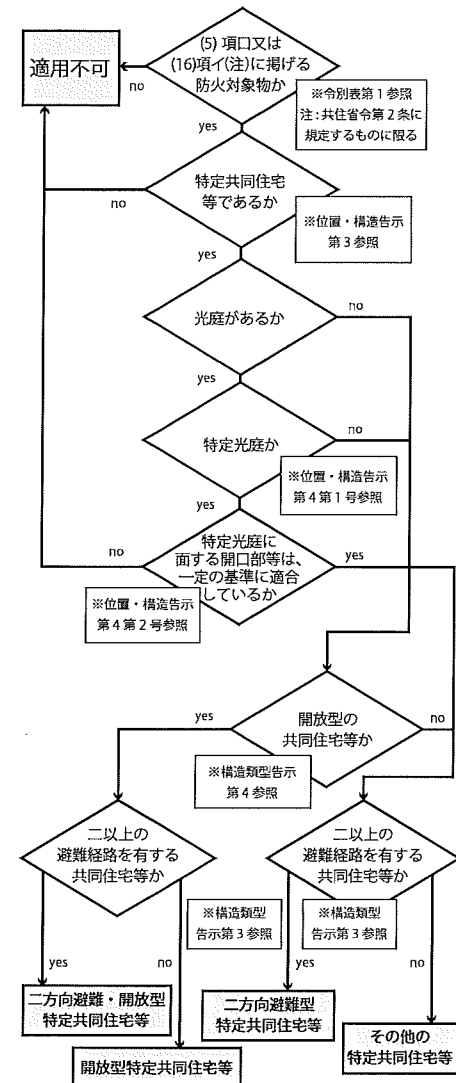 適用不可
(5) 項ロ又は
(16)項イ(注)に掲げる
防火対象物か
no
※令別表第1参照
注：共住省令第2条に
規定するものに限る
yes
特定共同住宅
等であるか
no
※位置・構造告示
第3参照
yes
光庭があるか
no
yes
特定光庭か
no
※位置・構造告示
第4第1号参照
yes
特定光庭に
面する開口部等は、
一定の基準に適合
しているか
no
yes
※位置・構造告示
第4第2号参照
開放型の
共同住宅等か
yes
no
※構造類型告示
第4参照
二以上の
避難経路を有する
共同住宅等か
二以上の
避難経路を有する
共同住宅等か
※構造類型
告示第3参照
※構造類型
告示第3参照
yes
no
yes
no
二方向避難・開放型
特定共同住宅等
二方向避難型
特定共同住宅等
開放型特定共同住宅等
その他の
特定共同住宅等